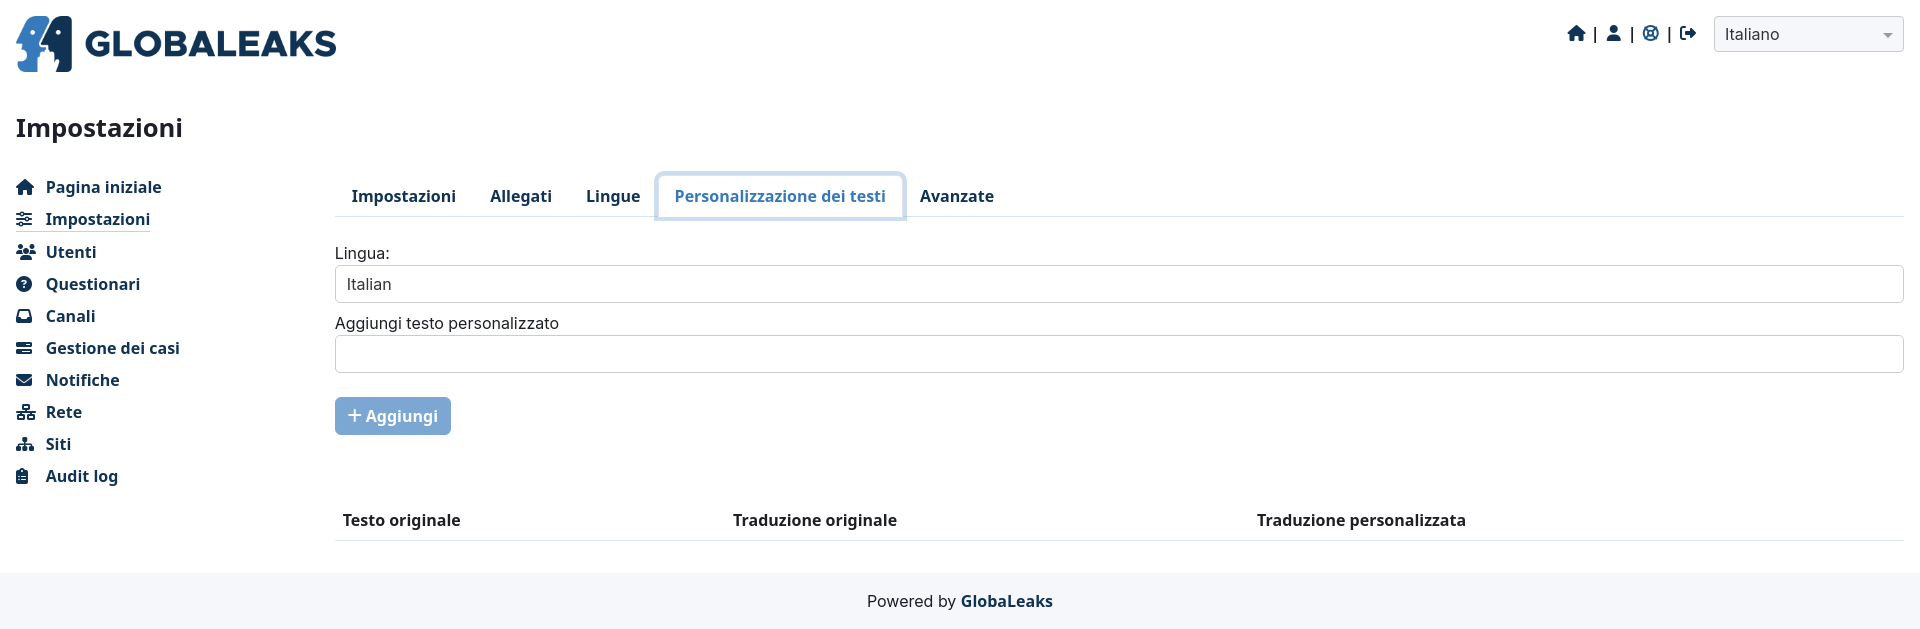 GLOBALEAKS
| | |
Italiano
Impostazioni
Pagina iniziale
Impostazioni
Utenti
Questionari
Canali
Gestione dei casi
Notifiche
Rete
Siti
Audit log
Impostazioni Allegati Lingue Personalizzazione dei testi Avanzate
Lingua:
Italian
Aggiungi testo personalizzato
+ Aggiungi
Testo originale Traduzione originale Traduzione personalizzata
Powered by GlobaLeaks